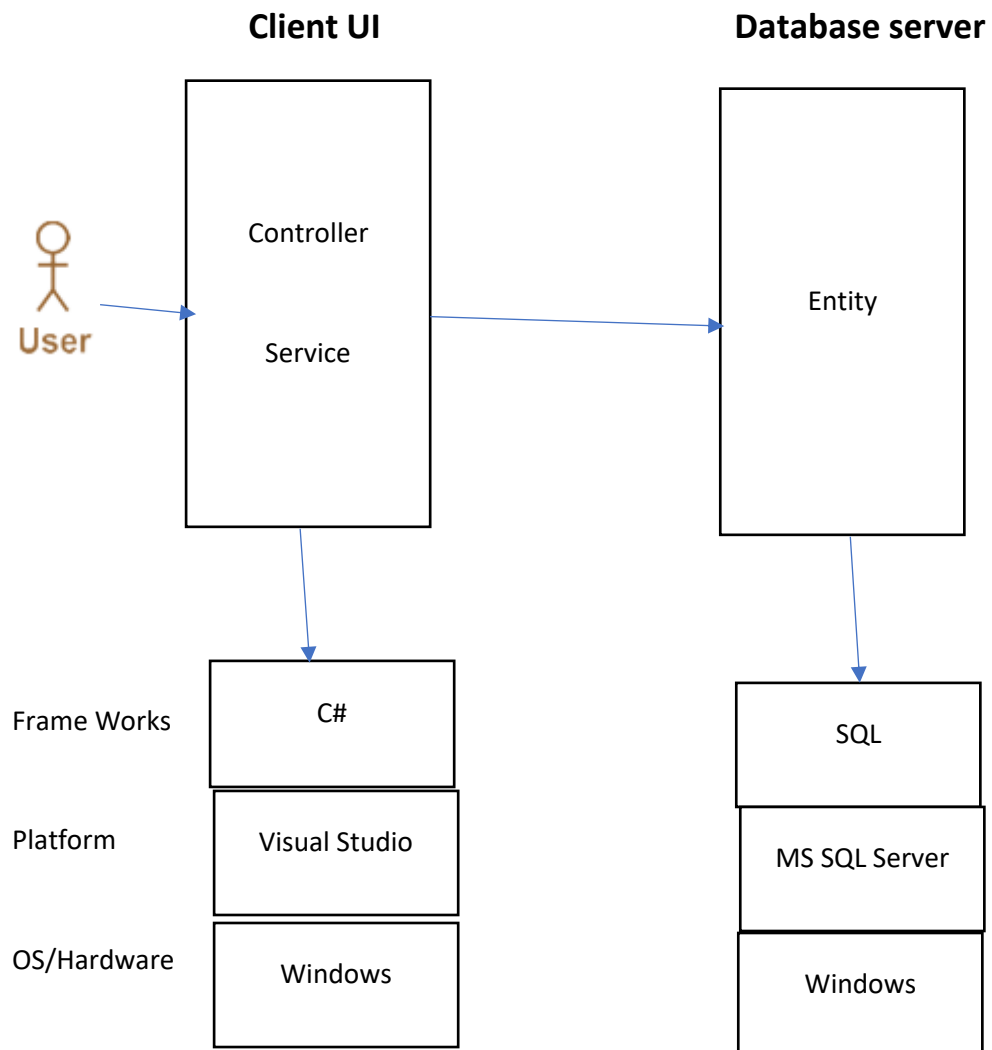 Client UI
Database server
Controller
Entity
User
Service
Frame Works
C#
SQL
Platform
Visual Studio
MS SQL Server
OS/Hardware
Windows
Windows